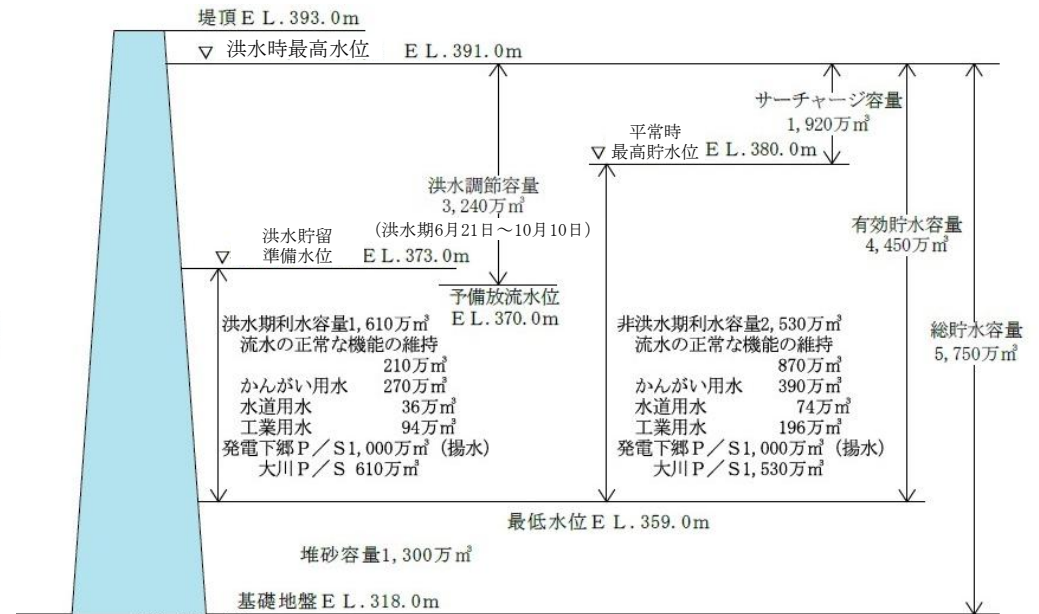 堤頂ＥＬ.393.0ｍ
▽ 洪水時最高水位 ＥＬ.391.0ｍ
サーチャージ容量
1,920万㎥
平常時
▽ 最高貯水位 ＥＬ.380.0ｍ
洪水調節容量
3,240万㎥
（洪水期6月21日～10月10日）
有効貯水容量
4,450万㎥
洪水貯留
▽ 準備水位 ＥＬ.373.0ｍ
予備放流水位
ＥＬ.370.0ｍ
総貯水容量
5,750万㎥
洪水期利水容量1,610万㎥
流水の正常な機能の維持
210万㎥
かんがい用水 270万㎥
水道用水 36万㎥
工業用水 94万㎥
発電下郷Ｐ／Ｓ1,000万㎥（揚水）
大川Ｐ／Ｓ 610万㎥
非洪水期利水容量2,530万㎥
流水の正常な機能の維持
870万㎥
かんがい用水 390万㎥
水道用水 74万㎥
工業用水 196万㎥
発電下郷Ｐ／Ｓ1,000万㎥（揚水）
大川Ｐ／Ｓ1,530万㎥
最低水位ＥＬ.359.0ｍ
堆砂容量1,300万㎥
基礎地盤ＥＬ.318.0ｍ